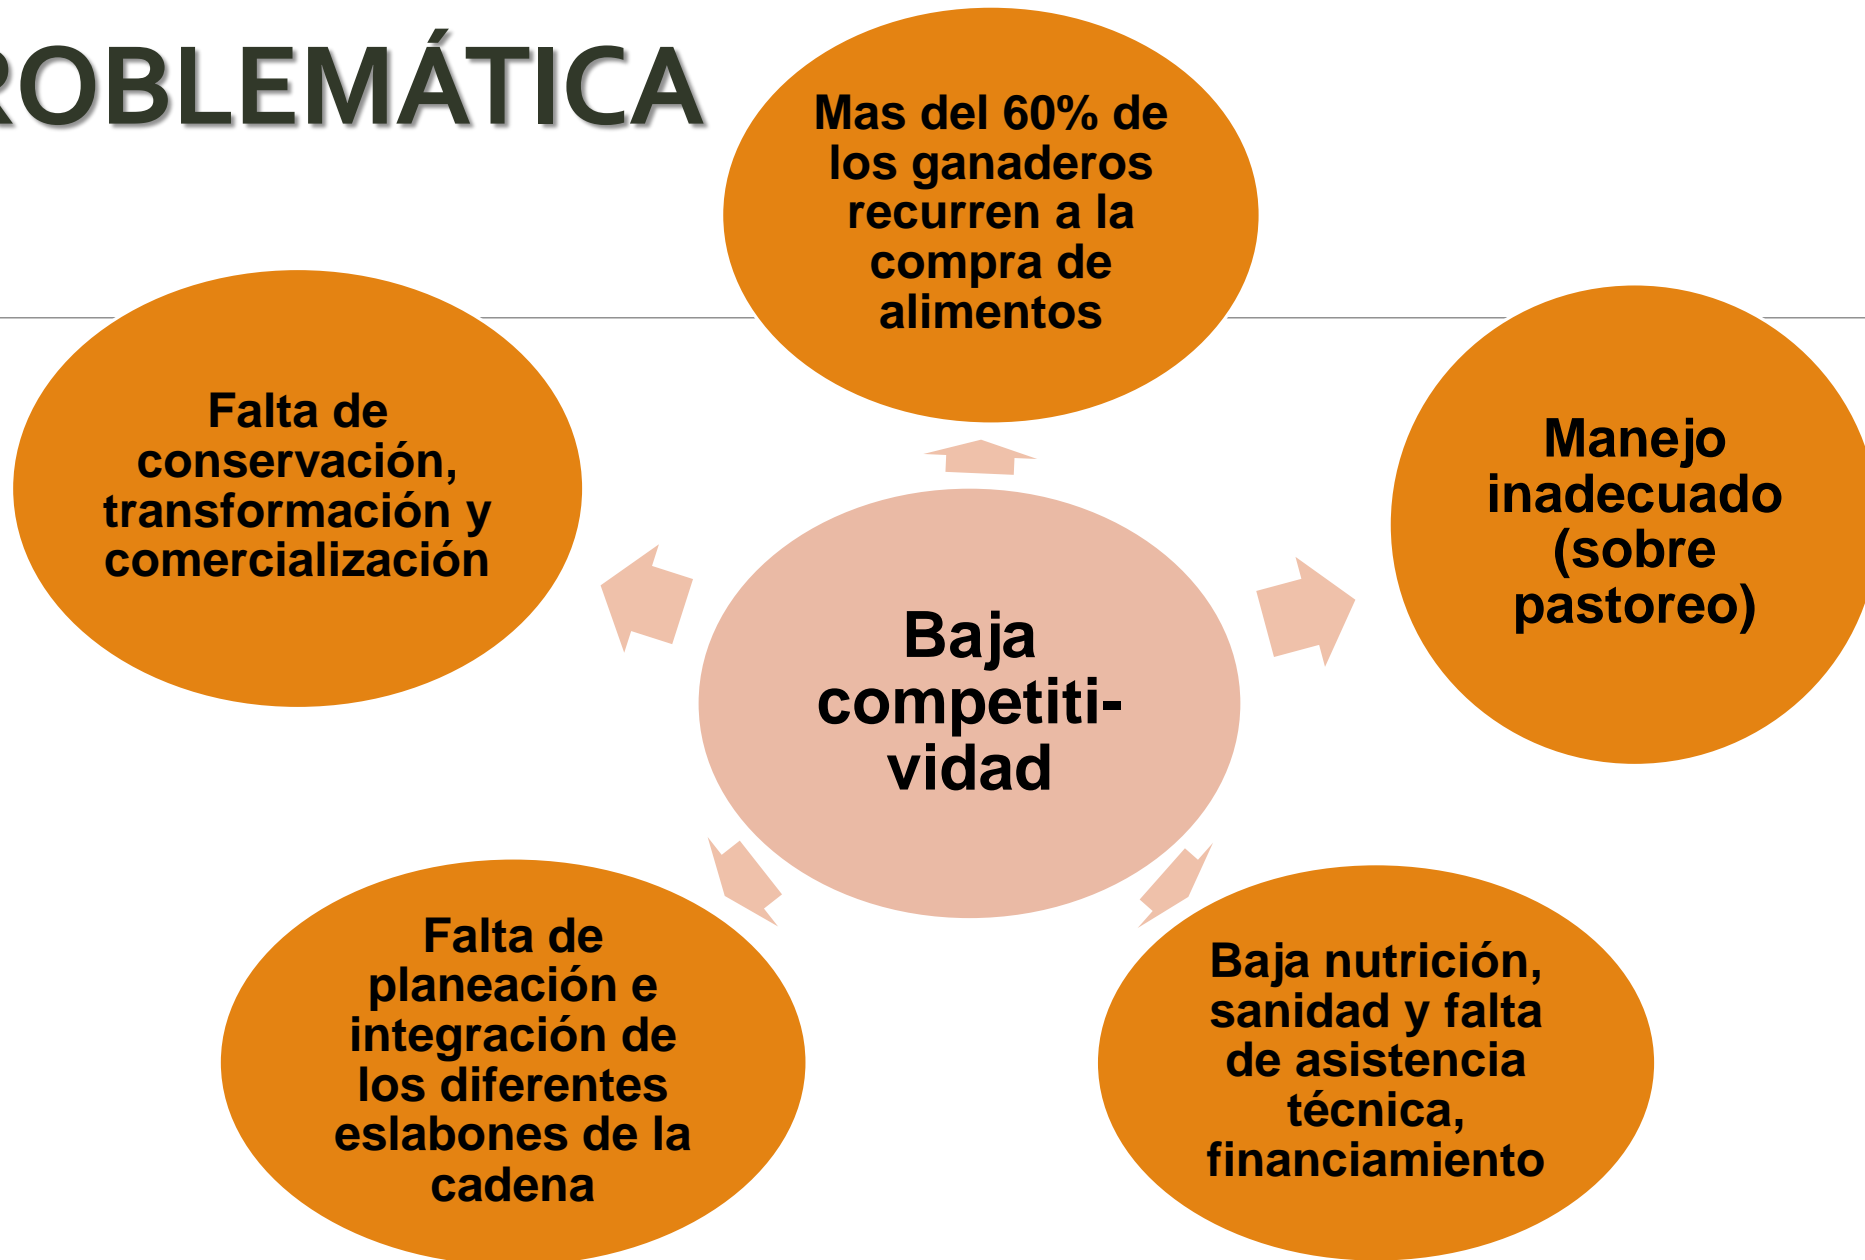 ROBLEMÁTICA
Mas del 60% de
los ganaderos
recurren a la
compra de
alimentos
Falta de
conservación,
transformación y
comercialización
Manejo
inadecuado
(sobre
pastoreo)
Baja
competiti-
vidad
Falta de
planeación e
integración de
los diferentes
eslabones de la
cadena
Baja nutrición,
sanidad y falta
de asistencia
técnica,
financiamiento